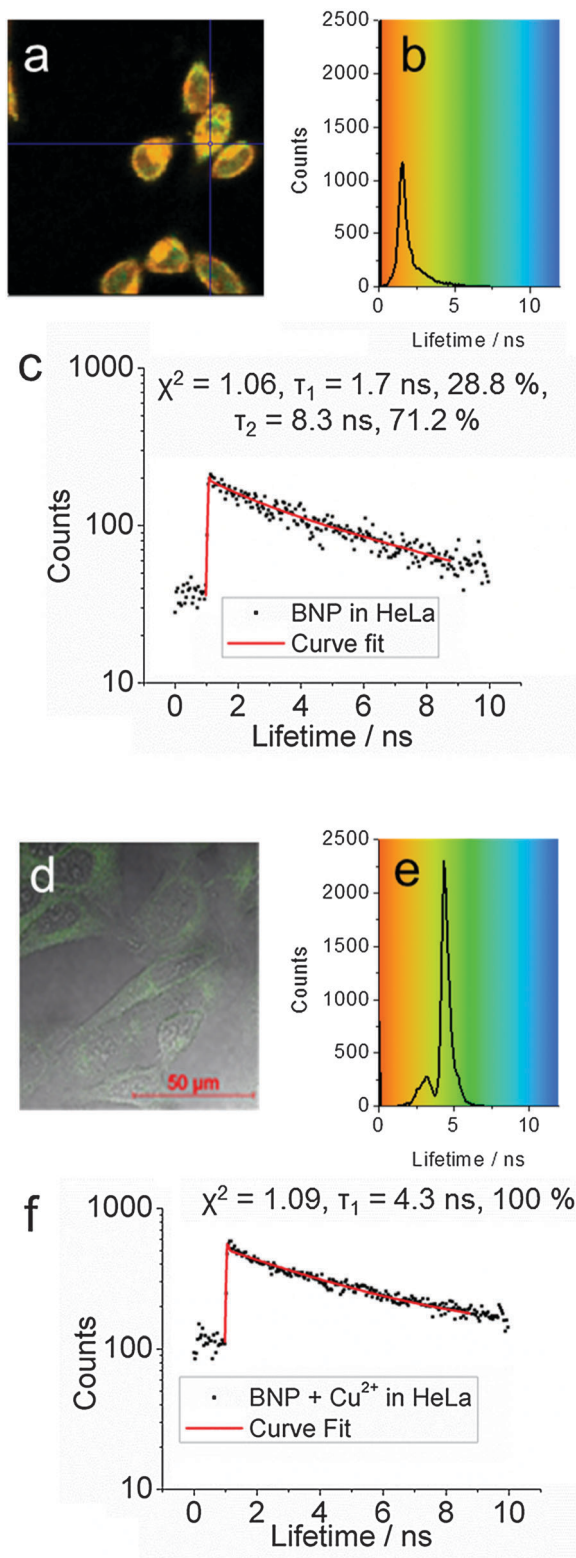 a
b
2500
2000
1500
1000
500
0
Counts
0 5 10
Lifetime / ns
c
χ² = 1.06, τ₁ = 1.7 ns, 28.8 %,
τ₂ = 8.3 ns, 71.2 %
1000
100
10
Counts
BNP in HeLa
Curve fit
0 2 4 6 8 10
Lifetime / ns
d
50 µm
e
2500
2000
1500
1000
500
0
Counts
0 5 10
Lifetime / ns
f
χ² = 1.09, τ₁ = 4.3 ns, 100 %
1000
100
10
Counts
BNP + Cu²⁺ in HeLa
Curve Fit
0 2 4 6 8 10
Lifetime / ns